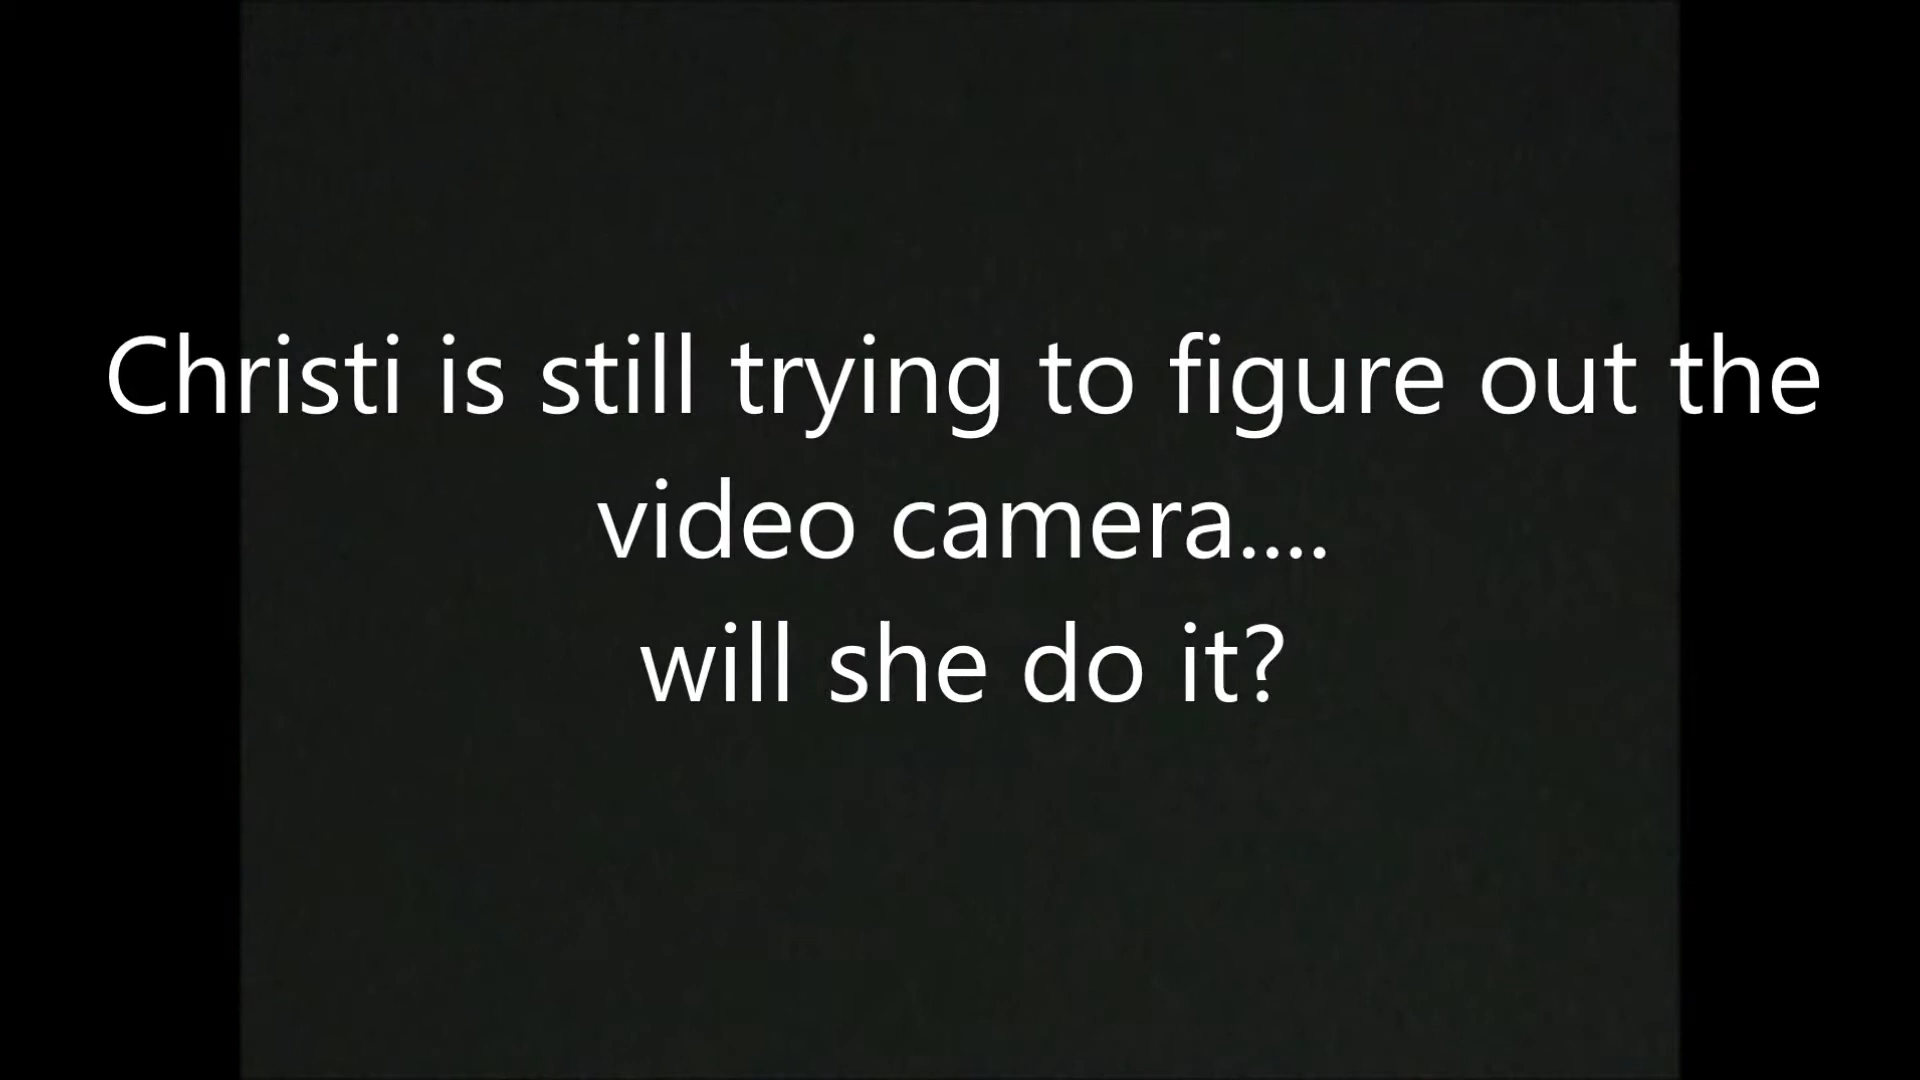 Christi is still trying to figure out the
video camera....
will she do it?